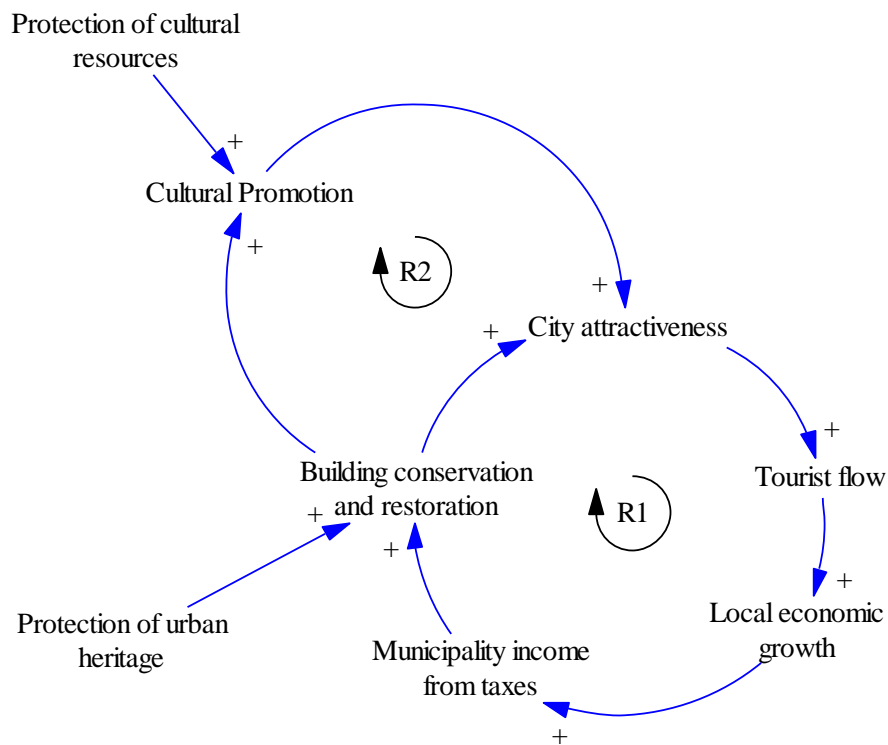 Protection of cultural
resources
+
Cultural Promotion
+
R2
+
City attractiveness
+
+
Tourist flow
Building conservation
and restoration
+
R1
+
+
Local economic
growth
Protection of urban
heritage
Municipality income
from taxes
+